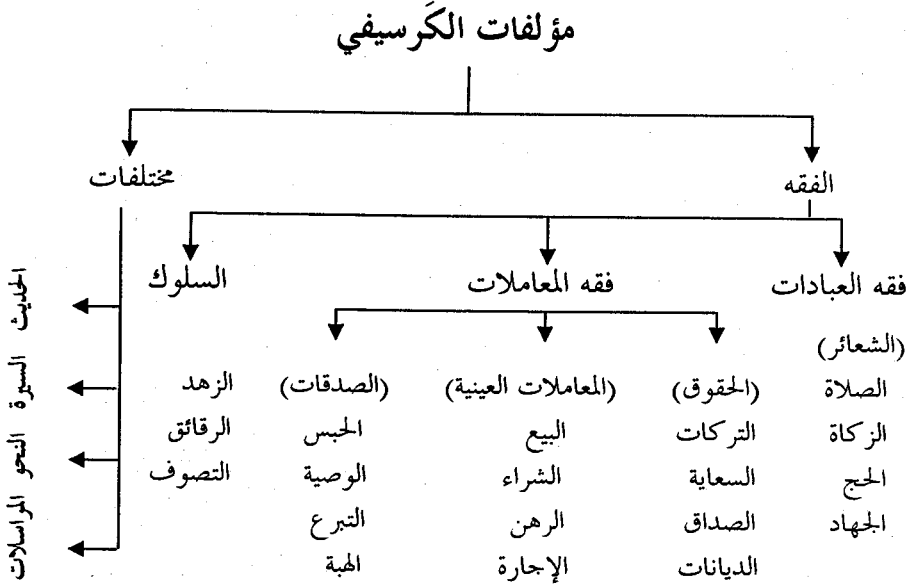 مؤلفات الكَرسيفي
الفقه
مختلفات
فقه العبادات
فقه المعاملات
السلوك
(الشعائر)
الصلاة
الزكاة
الحج
الجهاد
(الحقوق)
التركات
السعاية
الصداق
الديانات
(المعاملات العينية)
البيع
الشراء
الرهن
الإجارة
(الصدقات)
الحبس
الوصية
التبرع
الهبة
الزهد
الرقائق
التصوف
الحديث السيرة النحو المراسلات